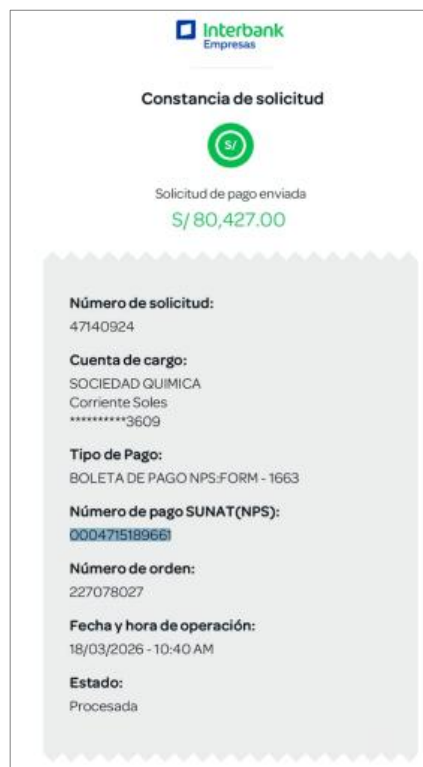 Interbank
Empresas
Constancia de solicitud
S/
Solicitud de pago enviada
S/ 80,427.00
Número de solicitud:
47140924
Cuenta de cargo:
SOCIEDAD QUIMICA
Corriente Soles
**********3609
Tipo de Pago:
BOLETA DE PAGO NPS:FORM - 1663
Número de pago SUNAT(NPS):
0004715189661
Número de orden:
227078027
Fecha y hora de operación:
18/03/2026 - 10:40 AM
Estado:
Procesada